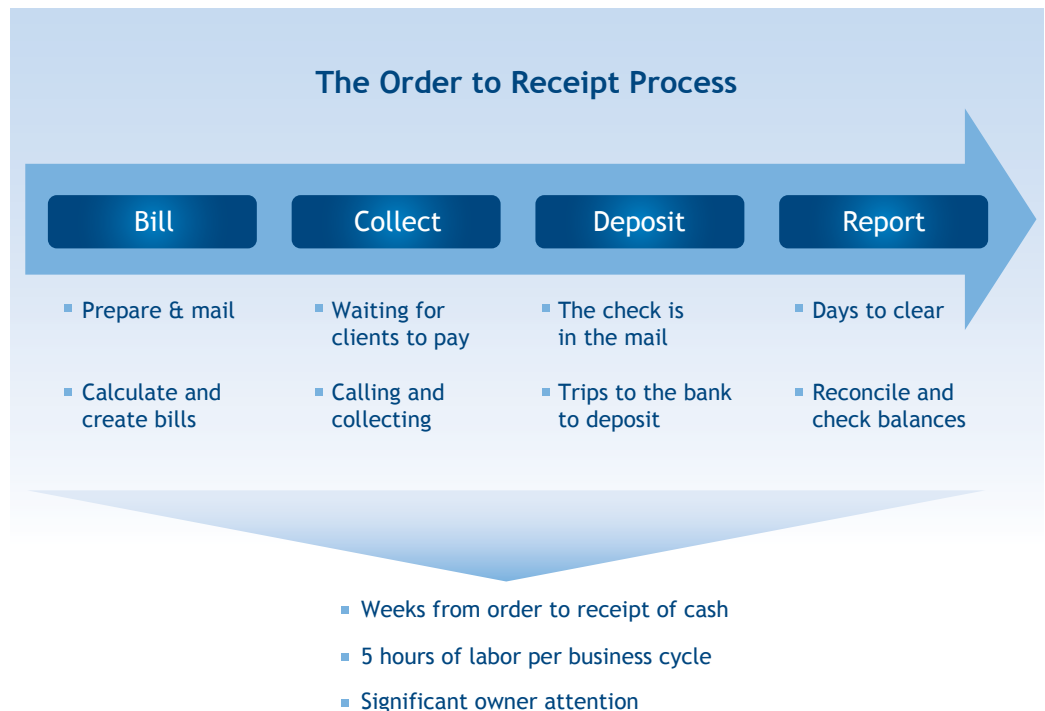 The Order to Receipt Process
Bill
Collect
Deposit
Report
Prepare & mail
Calculate and
create bills
Waiting for
clients to pay
Calling and
collecting
The check is
in the mail
Trips to the bank
to deposit
Days to clear
Reconcile and
check balances
Weeks from order to receipt of cash
5 hours of labor per business cycle
Significant owner attention